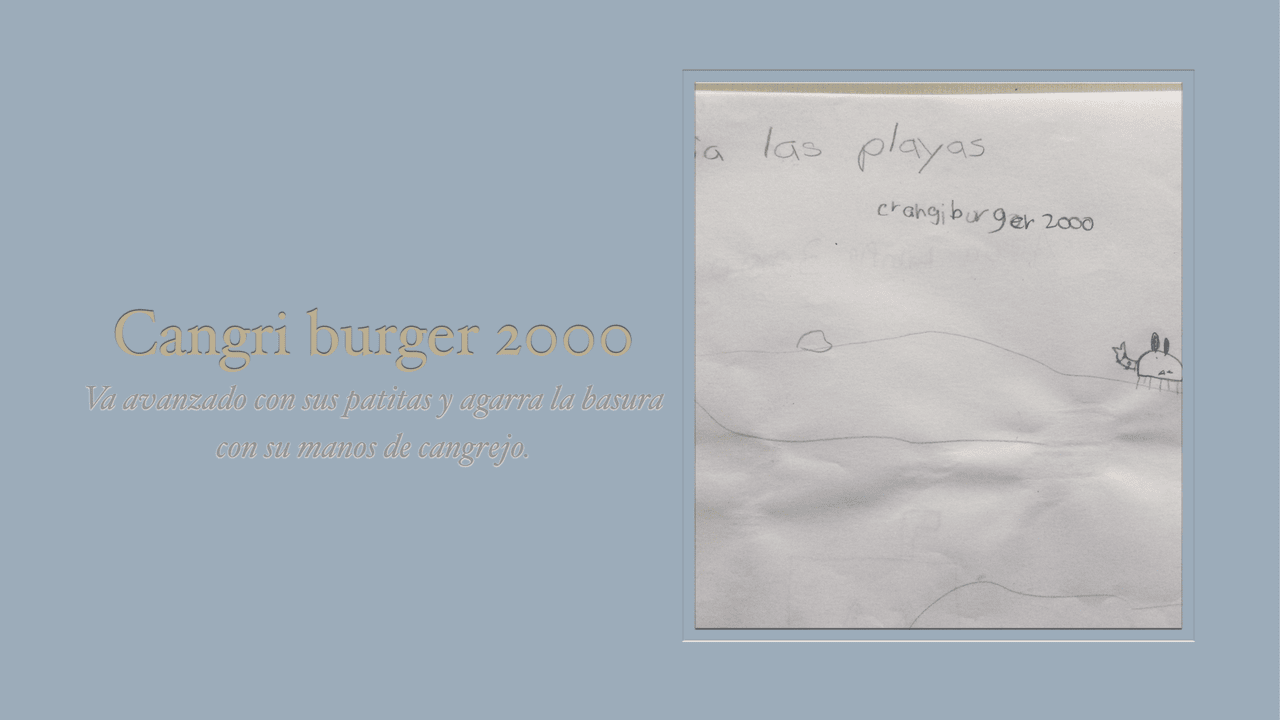 Cangri burger 2000
Va avanzado con sus patitas y agarra la basura
con su manos de cangrejo.
ia las playas
crangiburger 2000